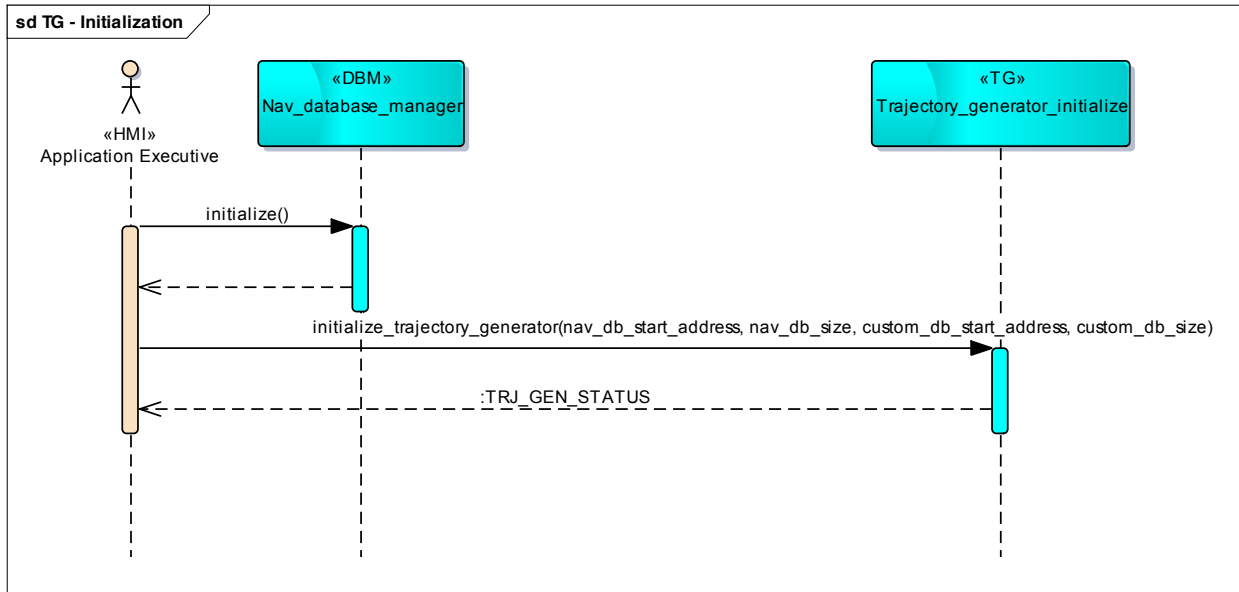 sd TG - Initialization
«HMI»
Application Executive
«DBM»
Nav_database_manager
«TG»
Trajectory_generator_initialize
initialize()
initialize_trajectory_generator(nav_db_start_address, nav_db_size, custom_db_start_address, custom_db_size)
:TRJ_GEN_STATUS